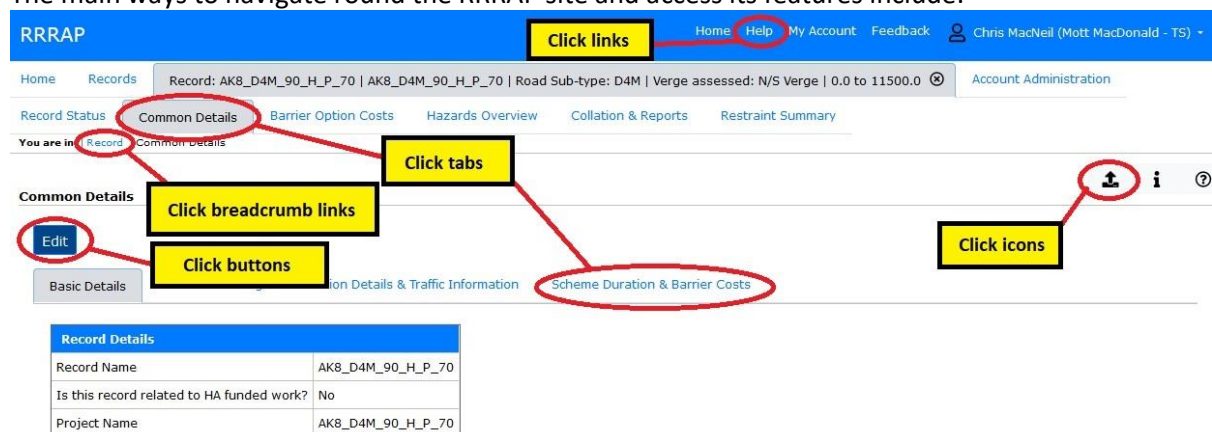 The main ways to navigate round the RRRAP site and access its features include:
RRRAP Home Help My Account Feedback Chris MacNeil (Mott MacDonald - TS)
Click links
Home Records Record: AK8_D4M_90_H_P_70 | AK8_D4M_90_H_P_70 | Road Sub-type: D4M | Verge assessed: N/S Verge | 0.0 to 11500.0 Account Administration
Record Status Common Details Barrier Option Costs Hazards Overview Collation & Reports Restraint Summary
You are in Record Common Details
Click tabs
Common Details
Click breadcrumb links
Edit
Click icons
Click buttons
Basic Details ion Details & Traffic Information Scheme Duration & Barrier Costs
Record Details
Record Name AK8_D4M_90_H_P_70
Is this record related to HA funded work? No
Project Name AK8_D4M_90_H_P_70